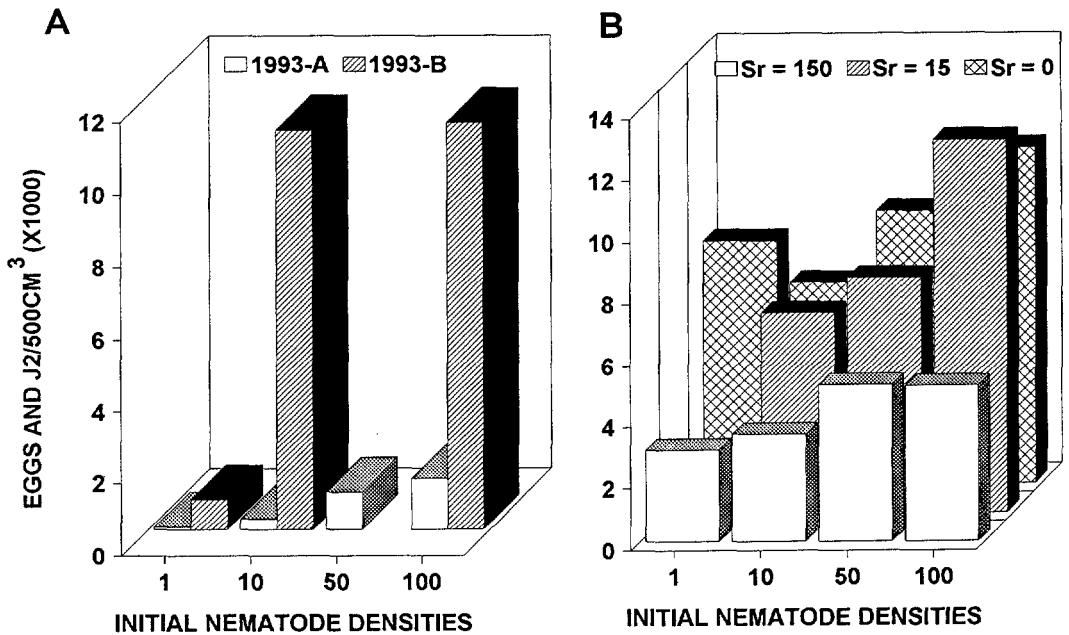 A
1993-A 1993-B
EGGS AND J2/500CM³ (X1000)
12
10
8
6
4
2
0
1 10 50 100
INITIAL NEMATODE DENSITIES
B
Sr = 150 Sr = 15 Sr = 0
14
12
10
8
6
4
2
0
1 10 50 100
INITIAL NEMATODE DENSITIES